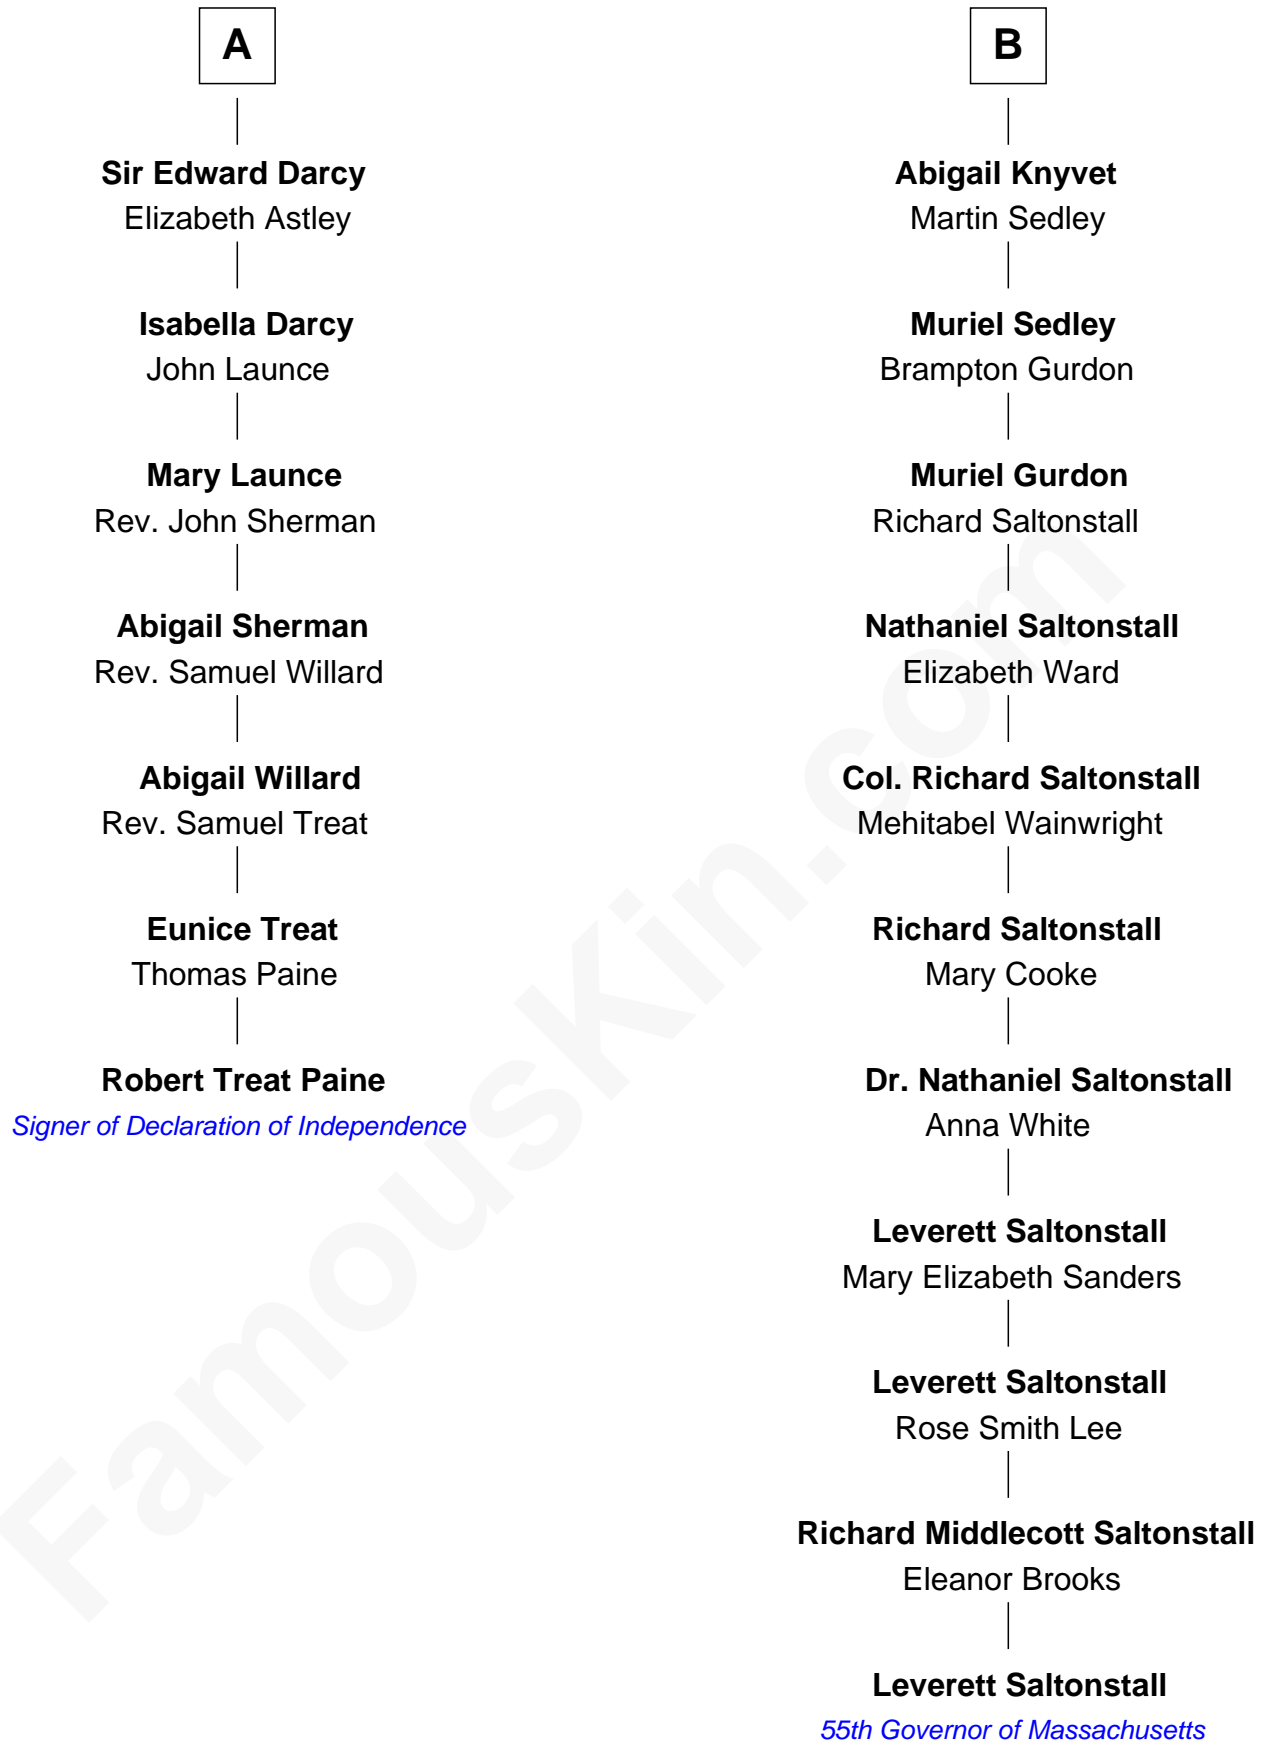 A
Sir Edward Darcy
Elizabeth Astley
Isabella Darcy
John Launce
Mary Launce
Rev. John Sherman
Abigail Sherman
Rev. Samuel Willard
Abigail Willard
Rev. Samuel Treat
Eunice Treat
Thomas Paine
Robert Treat Paine
Signer of Declaration of Independence
B
Abigail Knyvet
Martin Sedley
Muriel Sedley
Brampton Gurdon
Muriel Gurdon
Richard Saltonstall
Nathaniel Saltonstall
Elizabeth Ward
Col. Richard Saltonstall
Mehitabel Wainwright
Richard Saltonstall
Mary Cooke
Dr. Nathaniel Saltonstall
Anna White
Leverett Saltonstall
Mary Elizabeth Sanders
Leverett Saltonstall
Rose Smith Lee
Richard Middlecott Saltonstall
Eleanor Brooks
Leverett Saltonstall
55th Governor of Massachusetts
FamousKin.com